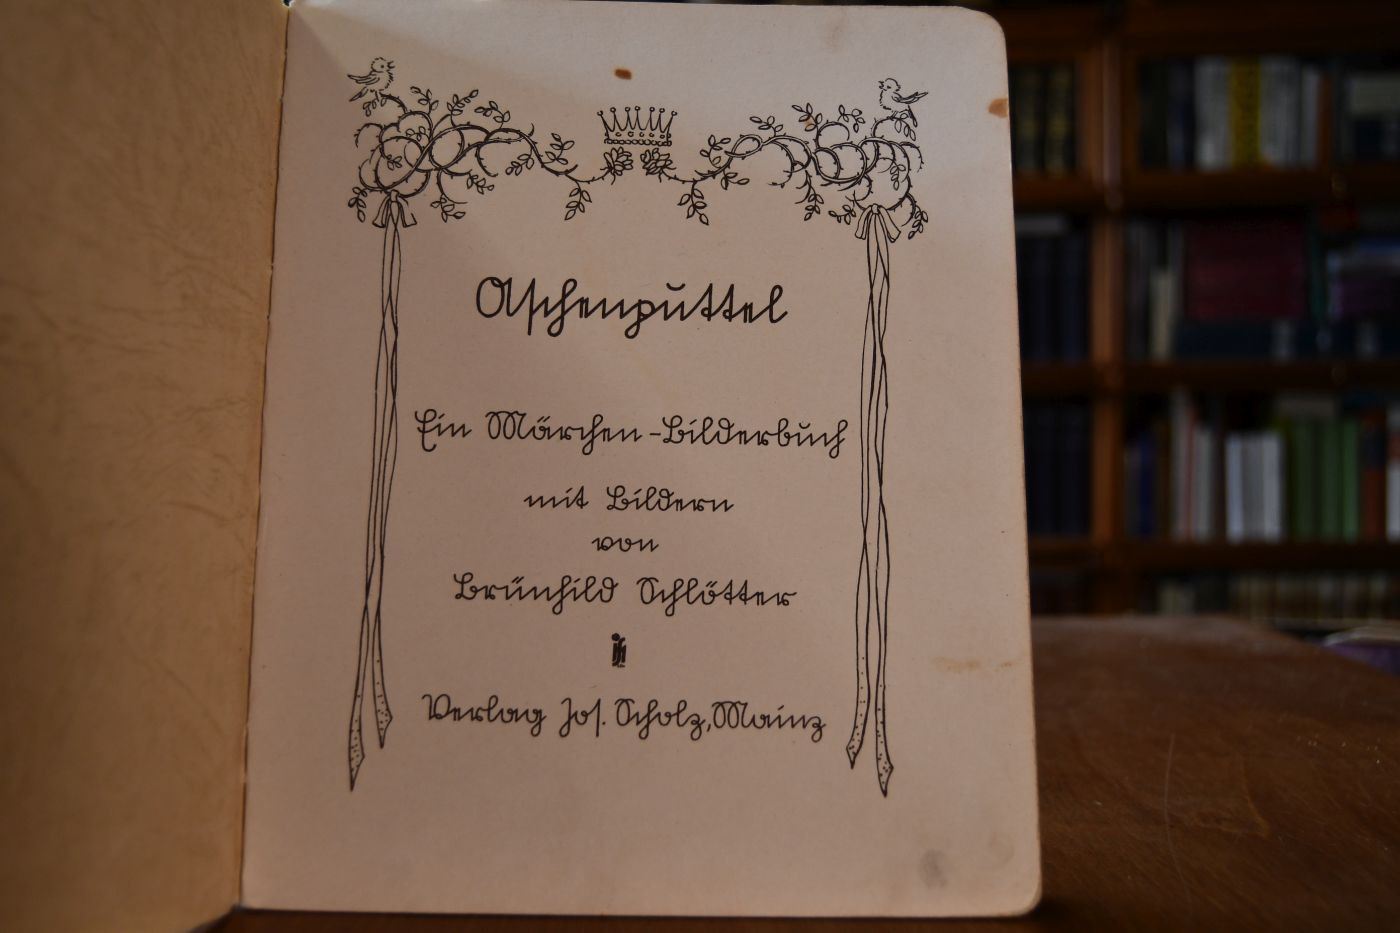 Aschenputtel
Ein Märchen-Bilderbuch
mit Bildern
von
Brünhild Schlötter
Verlag Jos. Scholz, Mainz